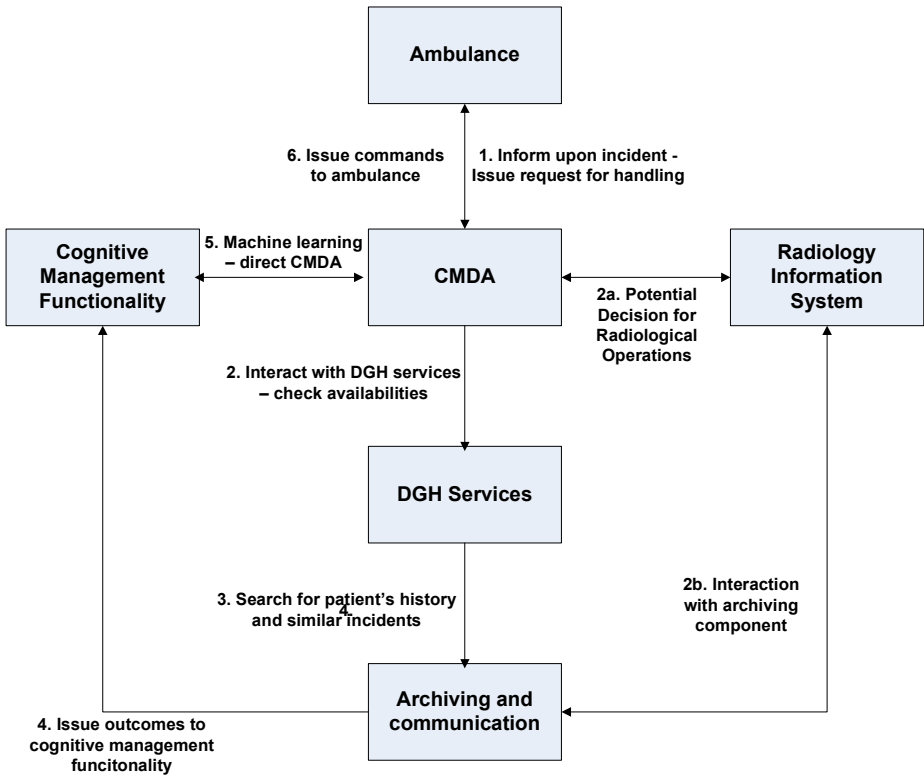 Ambulance
6. Issue commands
to ambulance
1. Inform upon incident -
Issue request for handling
Cognitive
Management
Functionality
5. Machine learning
– direct CMDA
CMDA
Radiology
Information
System
2a. Potential
Decision for
Radiological
Operations
2. Interact with DGH services
– check availabilities
DGH Services
3. Search for patient’s history
4.
and similar incidents
2b. Interaction
with archiving
component
Archiving and
communication
4. Issue outcomes to
cognitive management
funcitonality